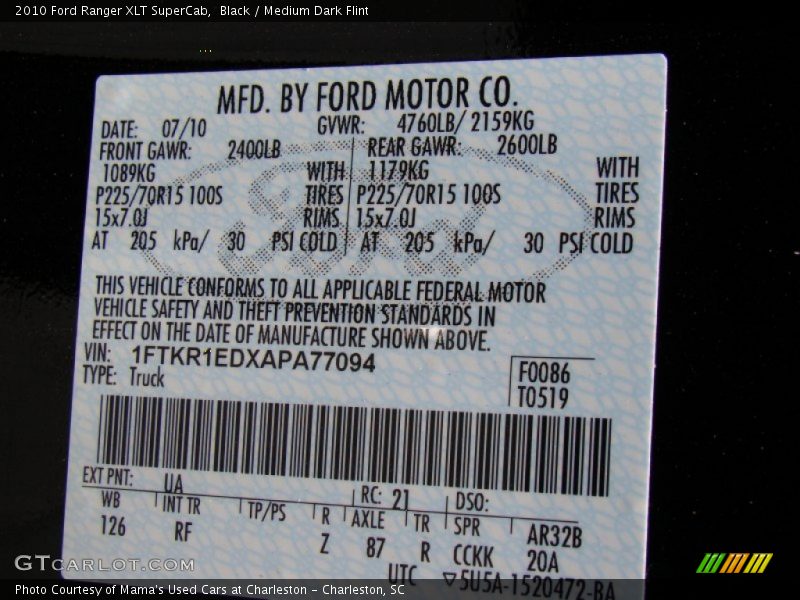 2010 Ford Ranger XLT SuperCab,  Black / Medium Dark Flint
MFD. BY FORD MOTOR CO.
DATE: 07/10 GVWR: 4760LB/ 2159KG
FRONT GAWR: 2400LB REAR GAWR: 2600LB
1089KG WITH 1179KG WITH
P225/70R15 100S TIRES P225/70R15 100S TIRES
15x7.0J RIMS 15x7.0J RIMS
AT 205 kPa/ 30 PSI COLD AT 205 kPa/ 30 PSI COLD
THIS VEHICLE CONFORMS TO ALL APPLICABLE FEDERAL MOTOR
VEHICLE SAFETY AND THEFT PREVENTION STANDARDS IN
EFFECT ON THE DATE OF MANUFACTURE SHOWN ABOVE.
VIN: 1FTKR1EDXAPA77094
TYPE: Truck
F0086
T0519
EXT PNT: UA RC: 21 DSO:
WB INT TR TP/PS R AXLE TR SPR AR32B
126 RF Z 87 R CCKK 20A
UTC ▽5U5A-1520472-BA
Ford
GTcarlot.com
Photo Courtesy of Mama's Used Cars at Charleston - Charleston, SC